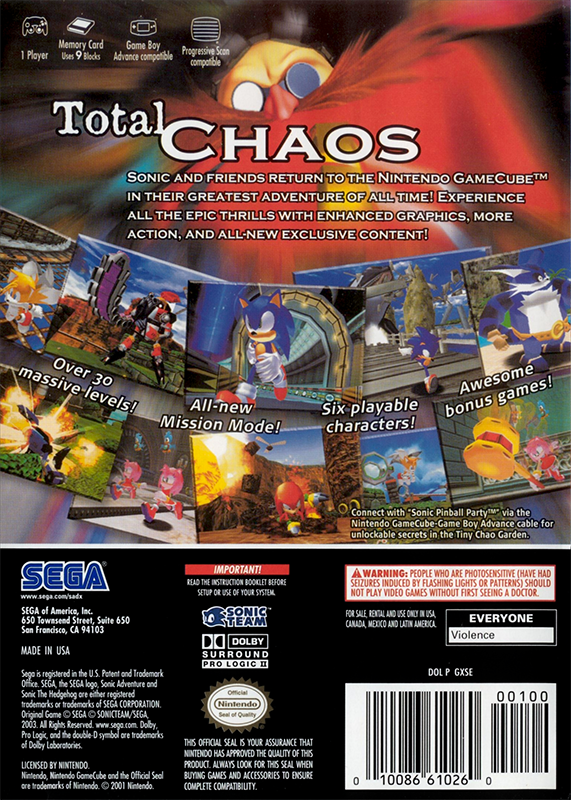 1 Player
Memory Card
Uses 9 Blocks
Game Boy
Advance compatible
Progressive Scan
compatible
Total CHAOS
SONIC AND FRIENDS RETURN TO THE NINTENDO GAMECUBE™
IN THEIR GREATEST ADVENTURE OF ALL TIME! EXPERIENCE
ALL THE EPIC THRILLS WITH ENHANCED GRAPHICS, MORE
ACTION, AND ALL-NEW EXCLUSIVE CONTENT!
Over 30
massive levels!
All-new
Mission Mode!
Six playable
characters!
Awesome
bonus games!
Connect with "Sonic Pinball Party™" via the
Nintendo GameCube-Game Boy Advance cable for
unlockable secrets in the Tiny Chao Garden.
SEGA®
www.sega.com/sadx
SEGA of America, Inc.
650 Townsend Street, Suite 650
San Francisco, CA 94103
MADE IN USA
Sega is registered in the U.S. Patent and Trademark
Office. SEGA, the SEGA logo, Sonic Adventure and
Sonic The Hedgehog are either registered
trademarks or trademarks of SEGA CORPORATION.
Original Game © SEGA © SONICTEAM/SEGA,
2003. All Rights Reserved. www.sega.com. Dolby,
Pro Logic, and the double-D symbol are trademarks
of Dolby Laboratories.
LICENSED BY NINTENDO.
Nintendo, Nintendo GameCube and the Official Seal
are trademarks of Nintendo. © 2001 Nintendo.
IMPORTANT!
READ THE INSTRUCTION BOOKLET BEFORE
SETUP OR USE OF YOUR SYSTEM.
SONIC
TEAM
DOLBY
SURROUND
PRO LOGIC II
Official
Nintendo
Seal of Quality
THIS OFFICIAL SEAL IS YOUR ASSURANCE THAT
NINTENDO HAS APPROVED THE QUALITY OF THIS
PRODUCT. ALWAYS LOOK FOR THIS SEAL WHEN
BUYING GAMES AND ACCESSORIES TO ENSURE
COMPLETE COMPATIBILITY.
WARNING: PEOPLE WHO ARE PHOTOSENSITIVE (HAVE HAD
SEIZURES INDUCED BY FLASHING LIGHTS OR PATTERNS) SHOULD
NOT PLAY VIDEO GAMES WITHOUT FIRST SEEING A DOCTOR.
FOR SALE, RENTAL AND USE ONLY IN USA,
CANADA, MEXICO AND LATIN AMERICA.
EVERYONE
Violence
DOL P GXSE
00100
0 10086 61026 0